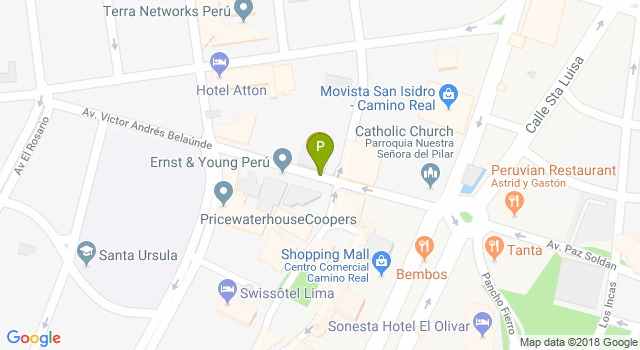 Terra Networks Perú
Hotel Atton
Movista San Isidro
- Camino Real
Calle Sta Luisa
Av. Victor Andrés Belaúnde
Av El Rosario
P
Catholic Church
Parroquia Nuestra
Señora del Pilar
Ernst & Young Perú
Peruvian Restaurant
Astrid y Gastón
PricewaterhouseCoopers
Santa Ursula
Shopping Mall
Centro Comercial
Camino Real
Bembos
Tanta
Av. Paz Soldan
Swissôtel Lima
Pancho Fierro
Los Incas
Sonesta Hotel El Olivar
Google
Map data ©2018 Google